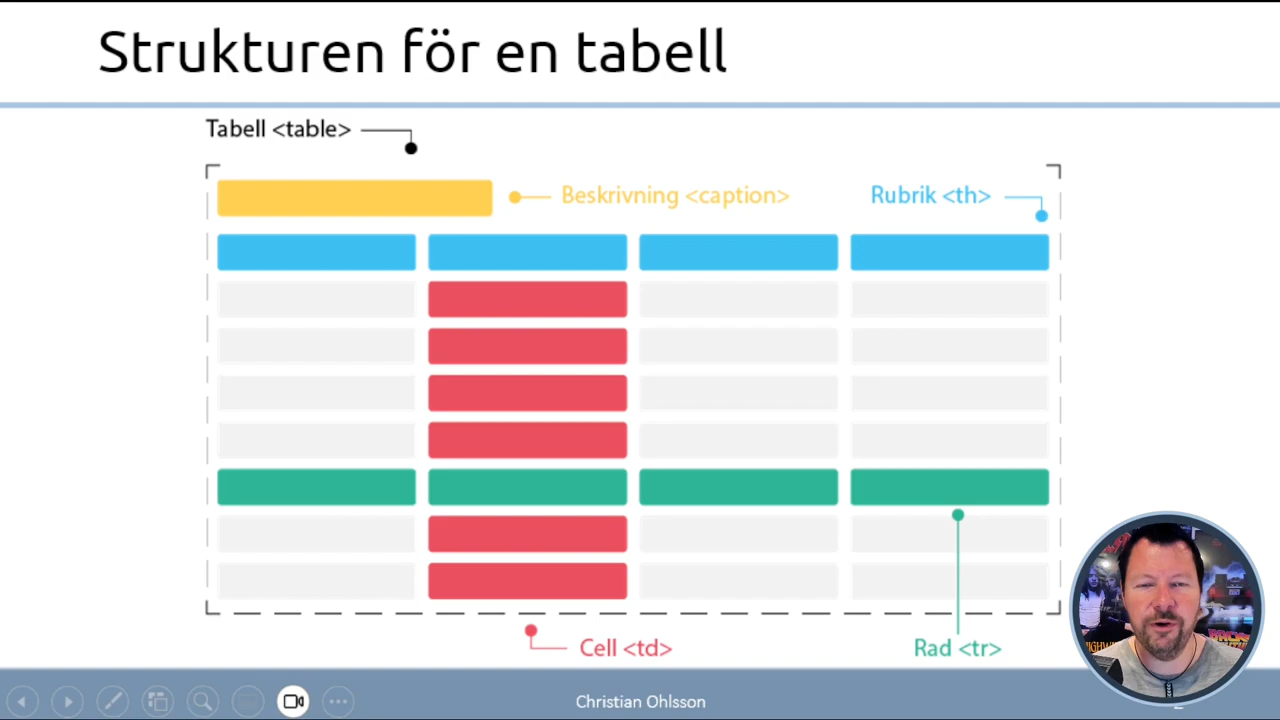 Strukturen för en tabell
Tabell <table>
Beskrivning <caption>
Rubrik <th>
Cell <td>
Rad <tr>
Christian Ohlsson